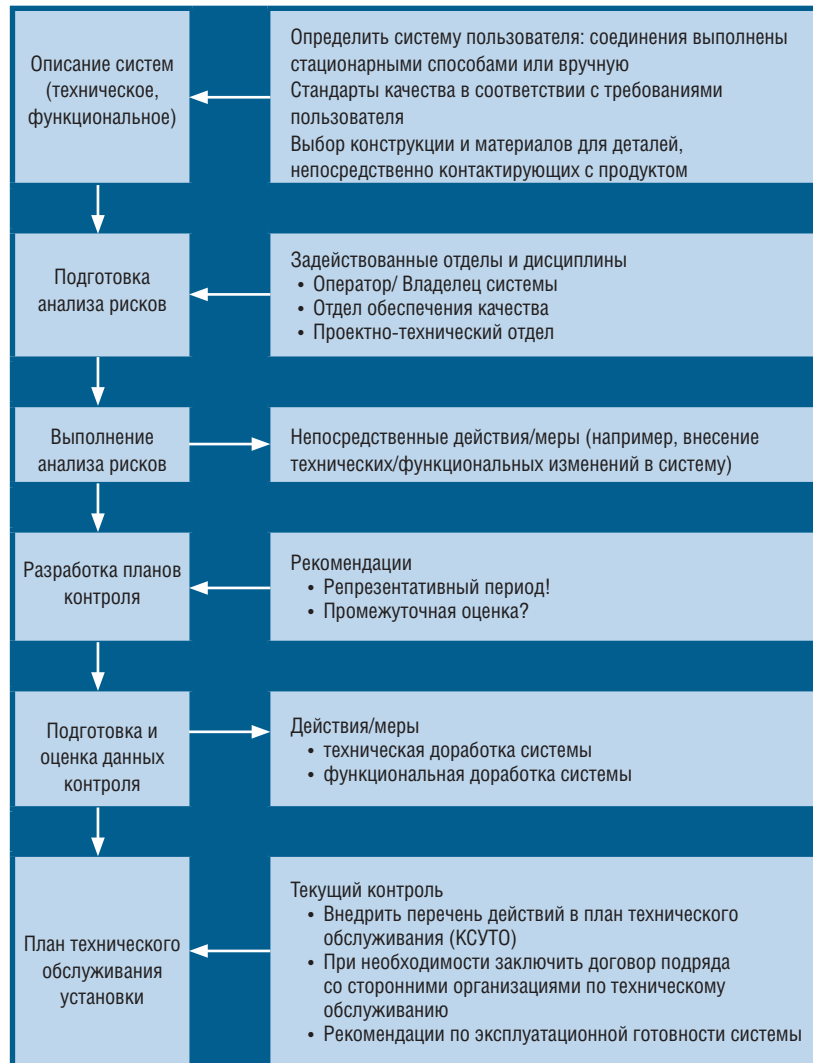 Описание систем
(техническое,
функциональное)
Определить систему пользователя: соединения выполнены
стационарными способами или вручную
Стандарты качества в соответствии с требованиями
пользователя
Выбор конструкции и материалов для деталей,
непосредственно контактирующих с продуктом
Подготовка
анализа рисков
Задействованные отделы и дисциплины
• Оператор/ Владелец системы
• Отдел обеспечения качества
• Проектно-технический отдел
Выполнение
анализа рисков
Непосредственные действия/меры (например, внесение
технических/функциональных изменений в систему)
Разработка планов
контроля
Рекомендации
• Репрезентативный период!
• Промежуточная оценка?
Подготовка и
оценка данных
контроля
Действия/меры
• техническая доработка системы
• функциональная доработка системы
План технического
обслуживания
установки
Текущий контроль
• Внедрить перечень действий в план технического
обслуживания (КСУТО)
• При необходимости заключить договор подряда
со сторонними организациями по техническому
обслуживанию
• Рекомендации по эксплуатационной готовности системы